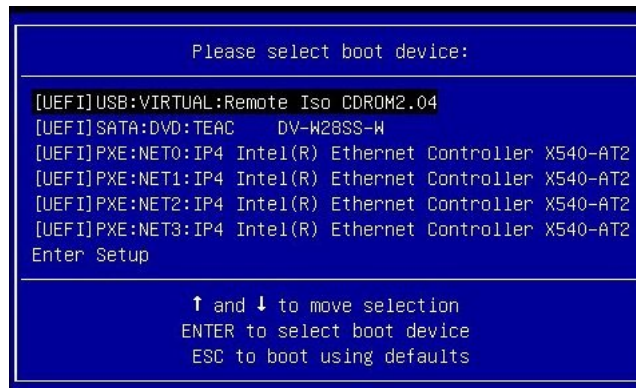 Please select boot device:
[UEFI]USB:VIRTUAL:Remote Iso CDROM2.04
[UEFI]SATA:DVD:TEAC DV-W28SS-W
[UEFI]PXE:NET0:IP4 Intel(R) Ethernet Controller X540-AT2
[UEFI]PXE:NET1:IP4 Intel(R) Ethernet Controller X540-AT2
[UEFI]PXE:NET2:IP4 Intel(R) Ethernet Controller X540-AT2
[UEFI]PXE:NET3:IP4 Intel(R) Ethernet Controller X540-AT2
Enter Setup
↑ and ↓ to move selection
ENTER to select boot device
ESC to boot using defaults